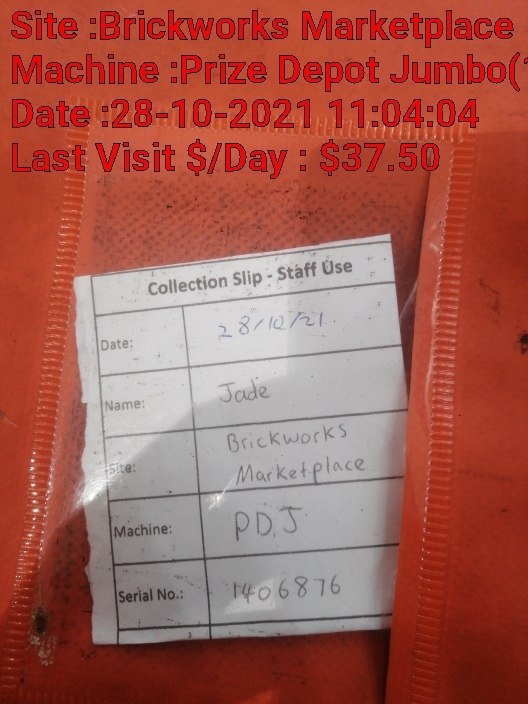 Site :Brickworks Marketplace
Machine :Prize Depot Jumbo(
Date :28-10-2021 11:04:04
Last Visit $/Day : $37.50
Collection Slip - Staff Use
Date: 28/10/21
Name: Jade
Site: Brickworks
Marketplace
Machine: PDJ
Serial No.: 1406876